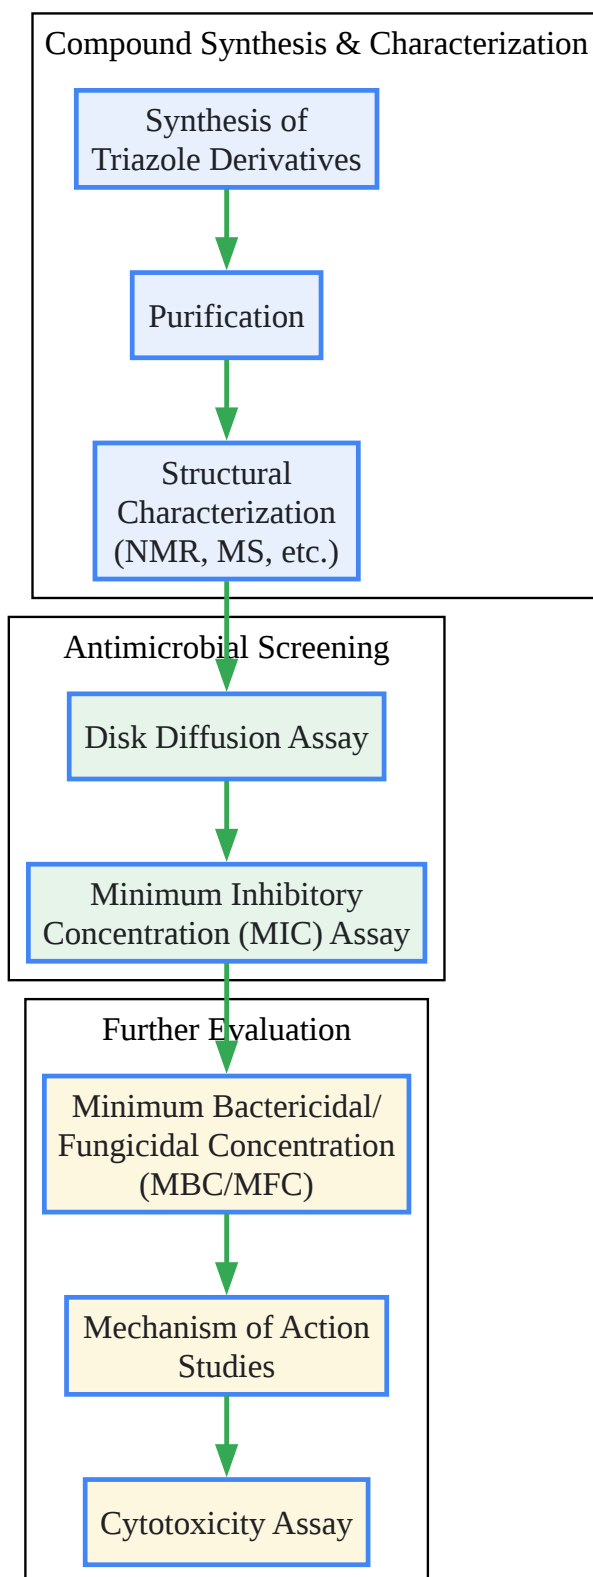 Compound Synthesis & Characterization
Synthesis of
Triazole Derivatives
Purification
Structural
Characterization
(NMR, MS, etc.)
Antimicrobial Screening
Disk Diffusion Assay
Minimum Inhibitory
Concentration (MIC) Assay
Further Evaluation
Minimum Bactericidal/
Fungicidal Concentration
(MBC/MFC)
Mechanism of Action
Studies
Cytotoxicity Assay